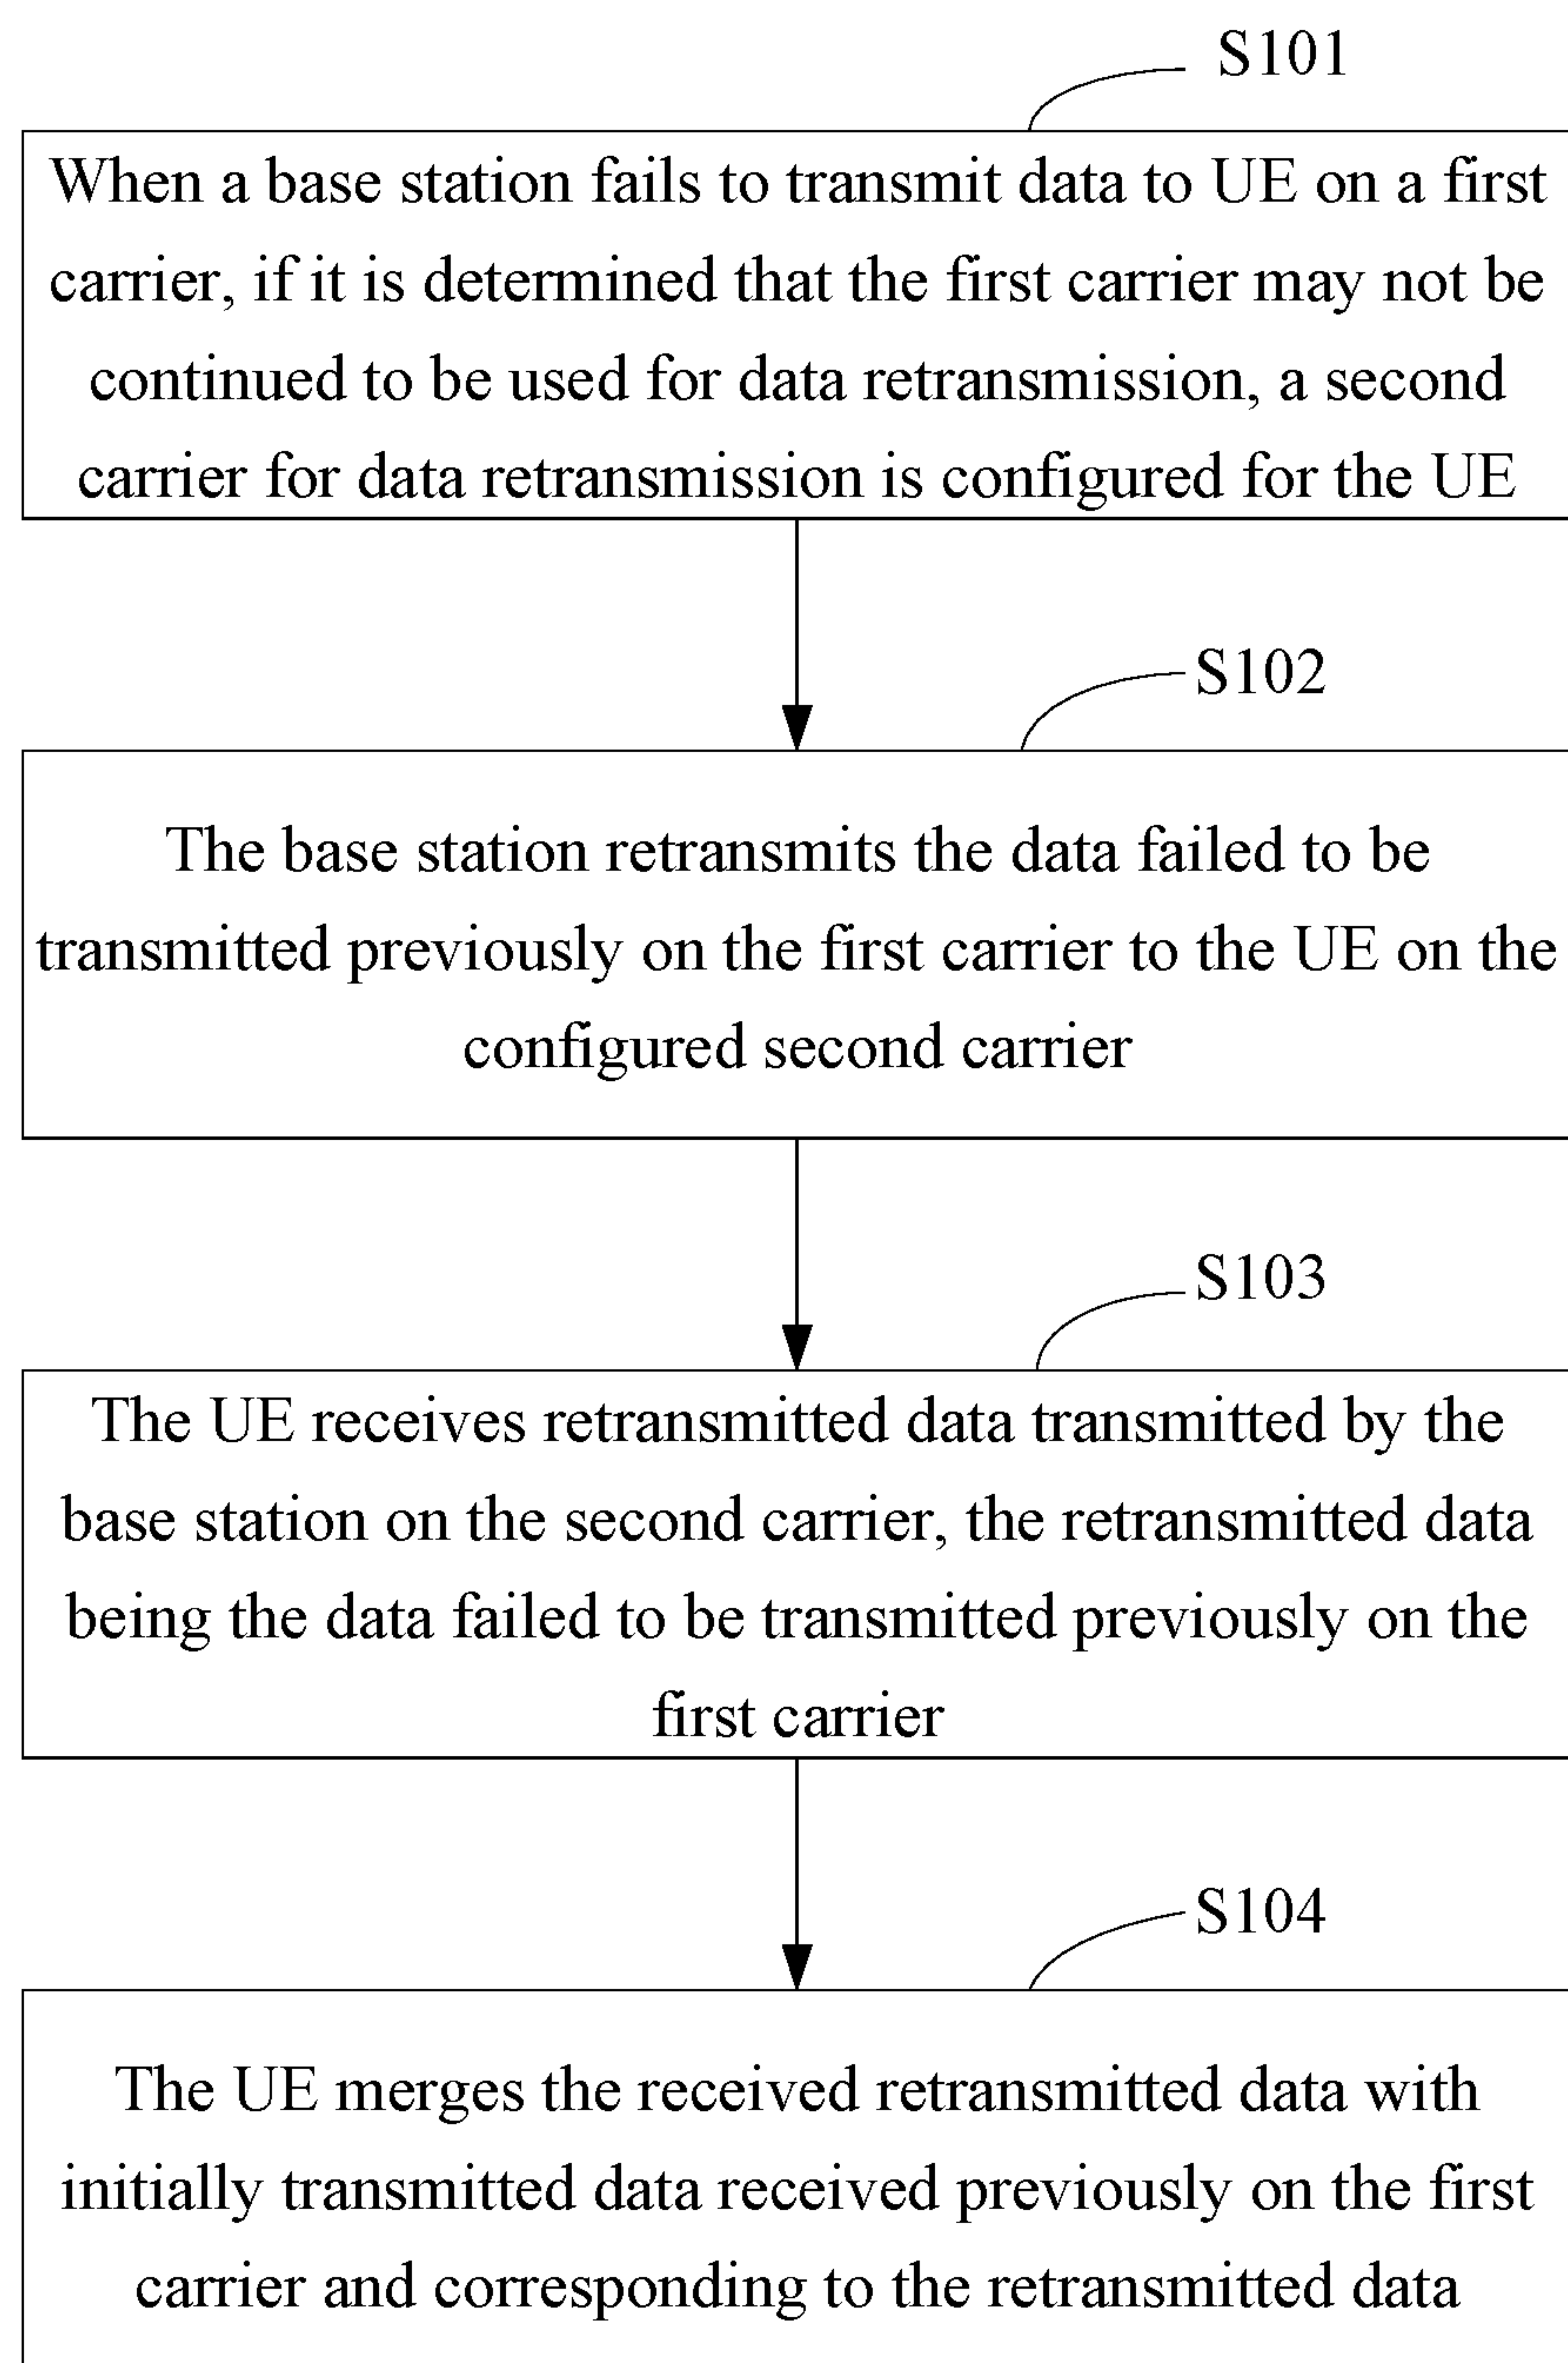 S101
When a base station fails to transmit data to UE on a first
carrier, if it is determined that the first carrier may not be
continued to be used for data retransmission, a second
carrier for data retransmission is configured for the UE
S102
The base station retransmits the data failed to be
transmitted previously on the first carrier to the UE on the
configured second carrier
S103
The UE receives retransmitted data transmitted by the
base station on the second carrier, the retransmitted data
being the data failed to be transmitted previously on the
first carrier
S104
The UE merges the received retransmitted data with
initially transmitted data received previously on the first
carrier and corresponding to the retransmitted data